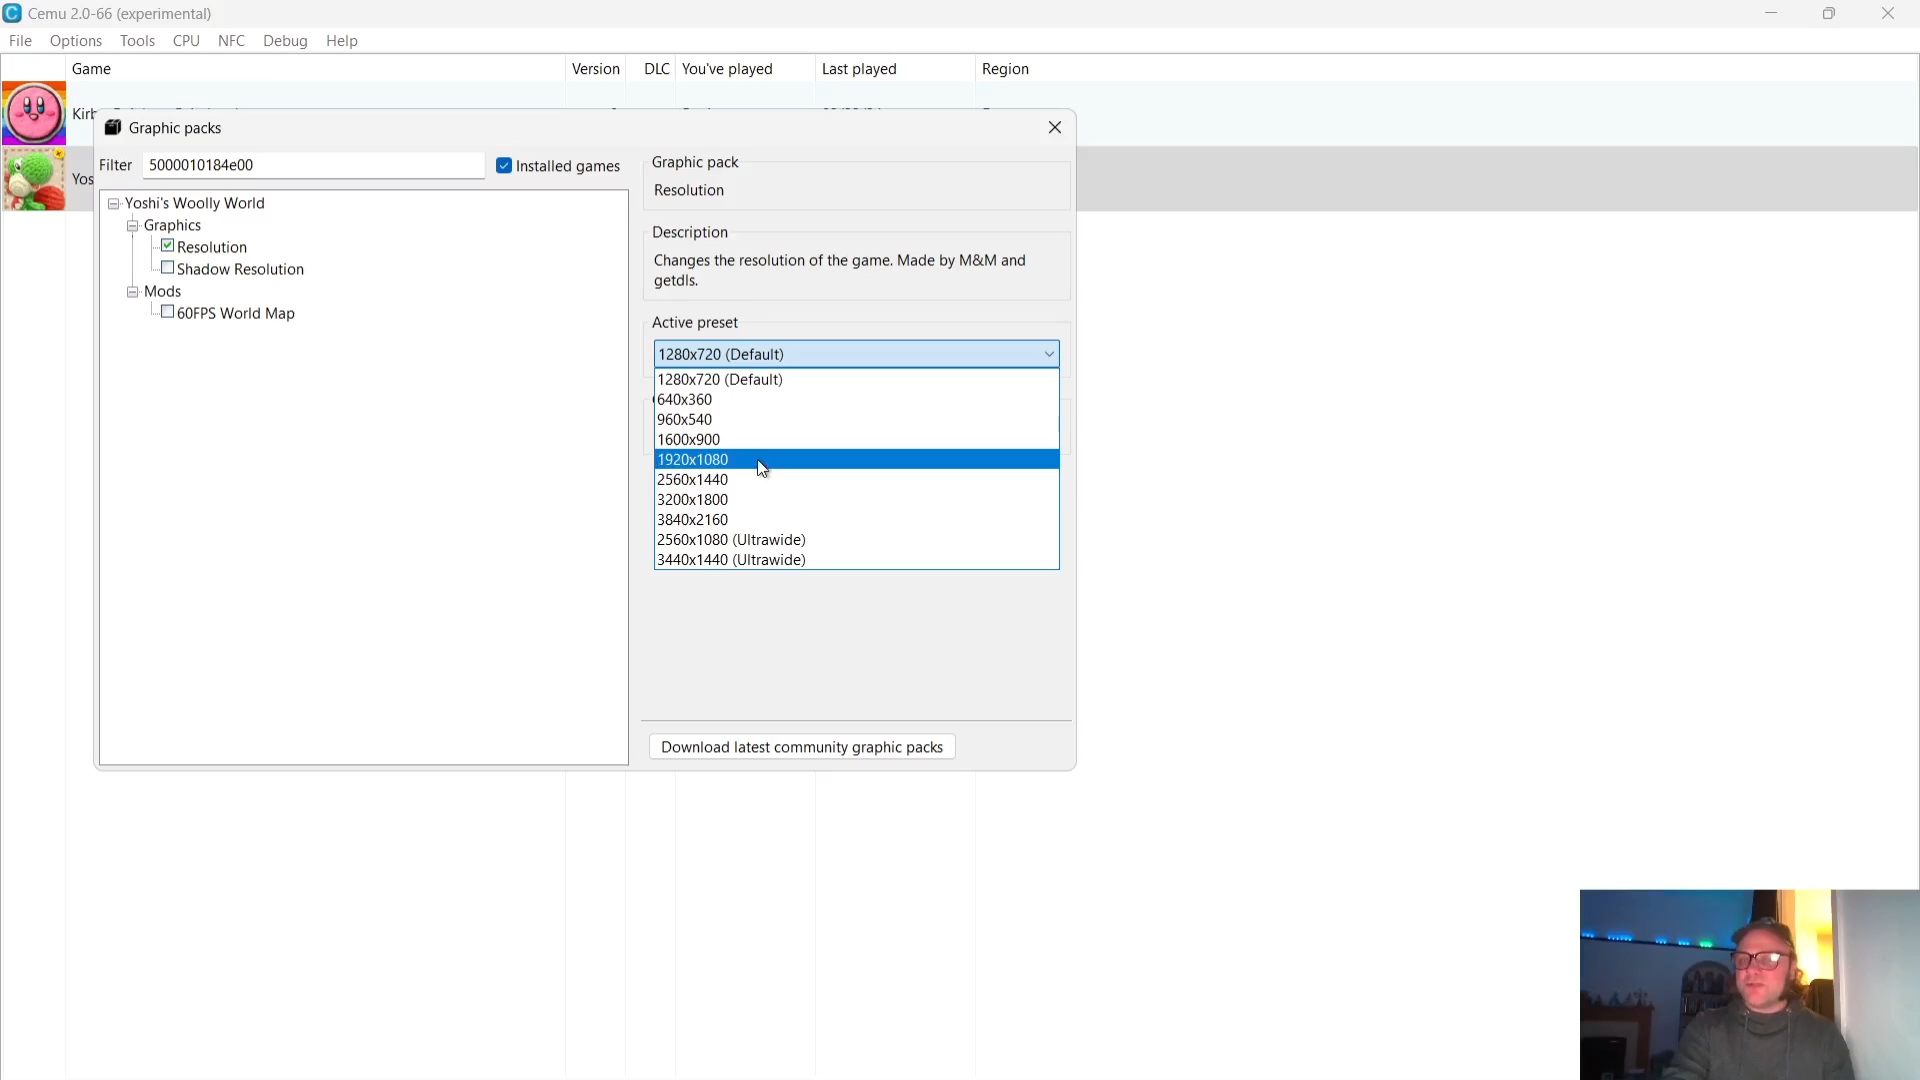 Cemu 2.0-66 (experimental)
File Options Tools CPU NFC Debug Help
Game Version DLC You've played Last played Region
Kirb
Graphic packs
Filter 5000010184e00 Installed games
Yos
Yoshi's Woolly World
Graphics
Resolution
Shadow Resolution
Mods
60FPS World Map
Graphic pack
Resolution
Description
Changes the resolution of the game. Made by M&M and
getdls.
Active preset
1280x720 (Default)
1280x720 (Default)
640x360
960x540
1600x900
1920x1080
2560x1440
3200x1800
3840x2160
2560x1080 (Ultrawide)
3440x1440 (Ultrawide)
Download latest community graphic packs